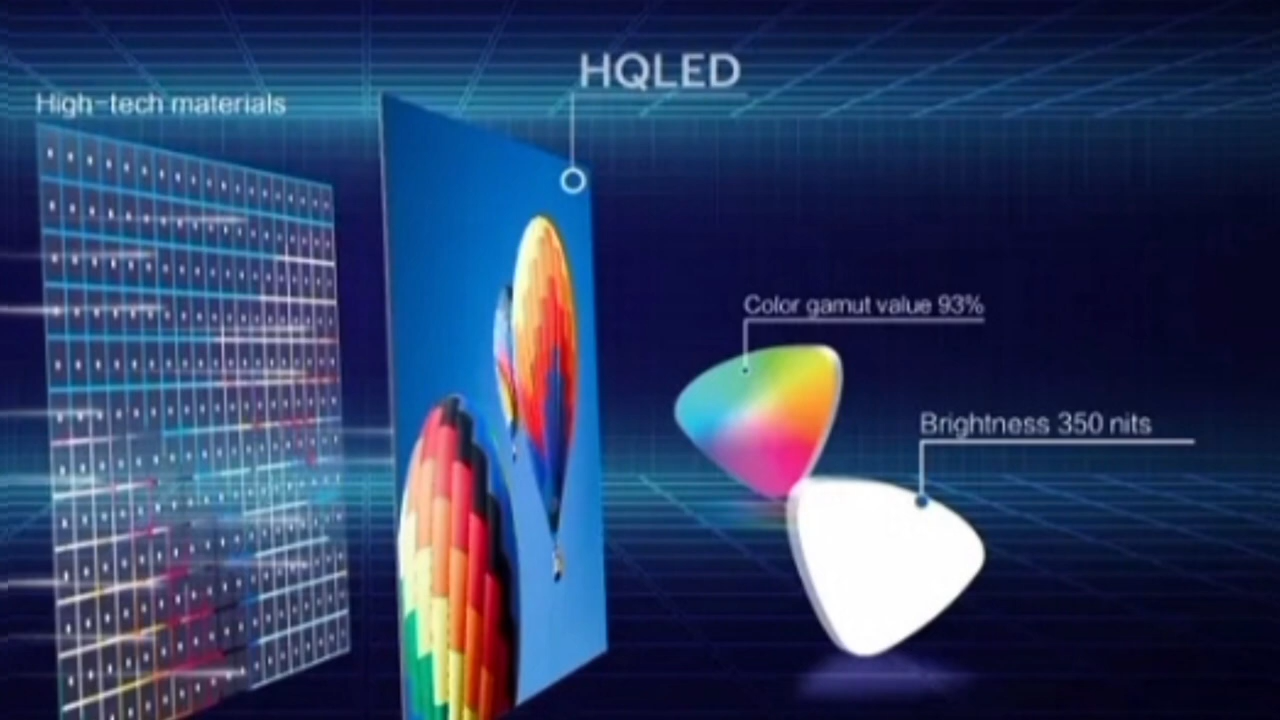 HQLED
High-tech materials
Color gamut value 93%
Brightness 350 nits